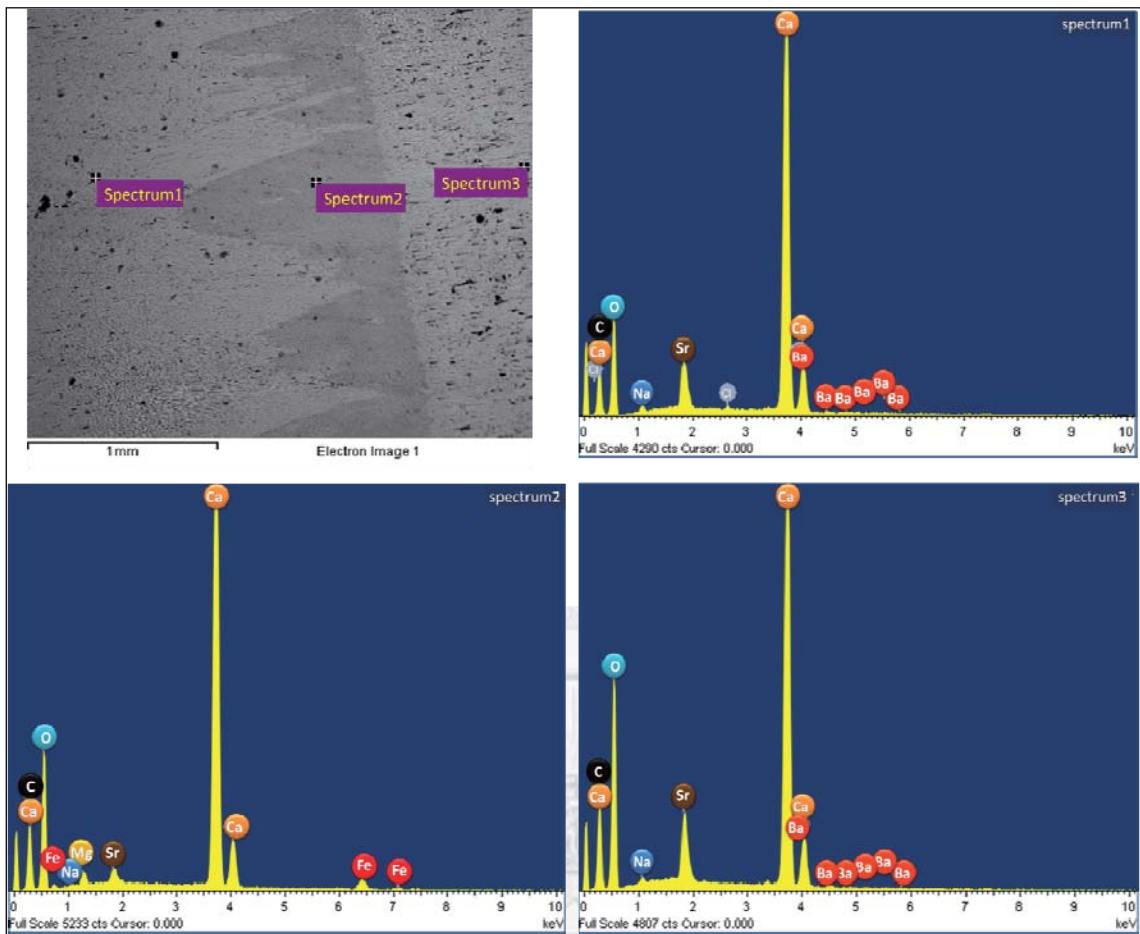 Spectrum1
Spectrum2
Spectrum3
1mm
Electron Image 1
spectrum1
Ca
O
C
Ca
Cl
Na
Sr
Cl
Ca
Ba
Ba
Ba
Ba
Ba
Ba
0 1 2 3 4 5 6 7 8 9 10
Full Scale 4290 cts Cursor: 0.000 keV
spectrum2
Ca
O
C
Ca
Fe
Na
Mg
Sr
Ca
Fe
Fe
0 1 2 3 4 5 6 7 8 9 10
Full Scale 5233 cts Cursor: 0.000 keV
spectrum3
Ca
O
C
Ca
Na
Sr
Ca
Ba
Ba
Ba
Ba
Ba
Ba
0 1 2 3 4 5 6 7 8 9 10
Full Scale 4807 cts Cursor: 0.000 keV